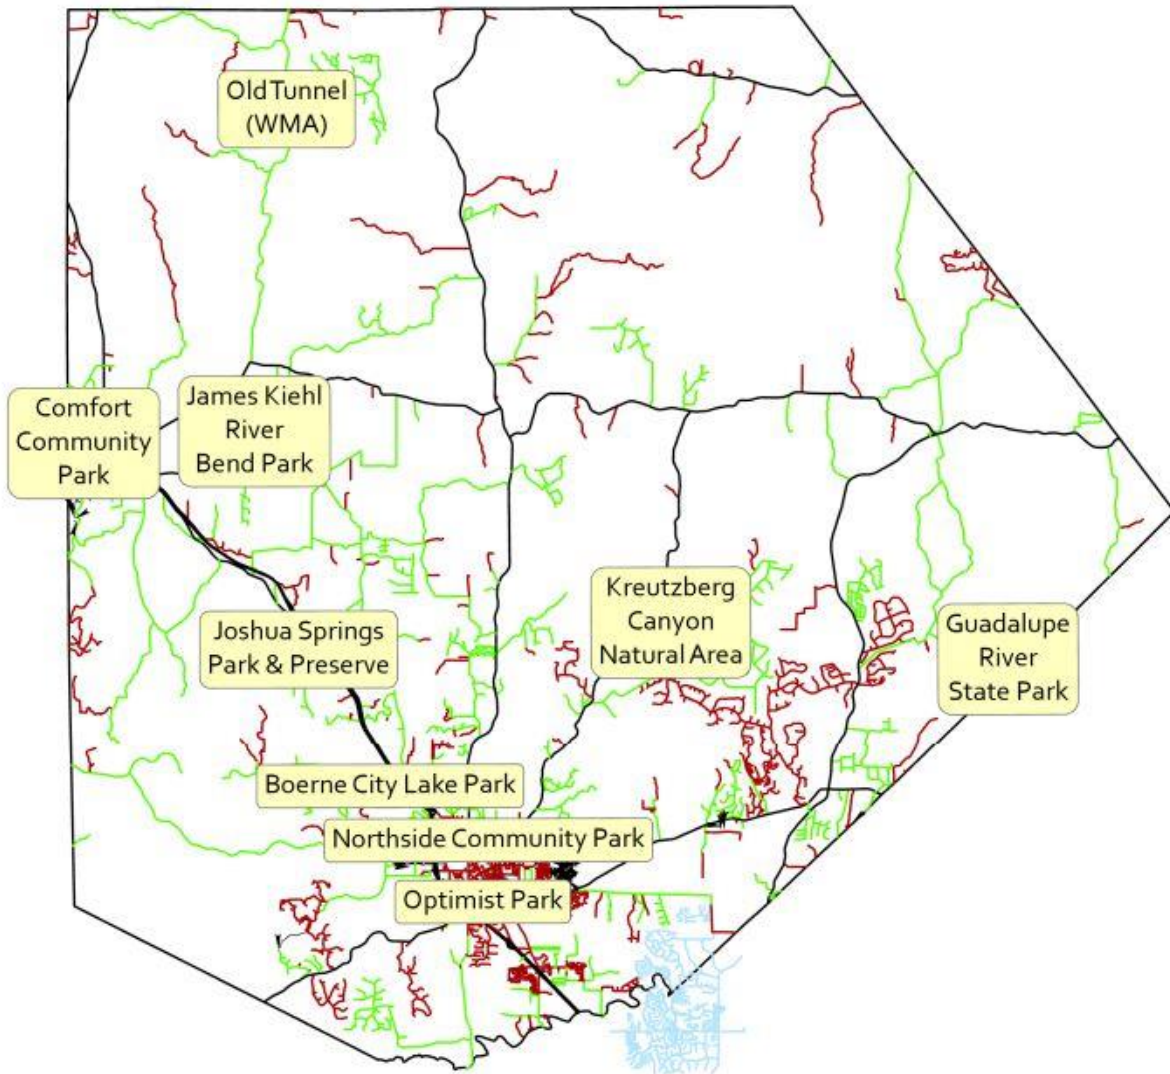 Old Tunnel
(WMA)
Comfort
Community
Park
James Kiehl
River
Bend Park
Joshua Springs
Park & Preserve
Kreutzberg
Canyon
Natural Area
Guadalupe
River
State Park
Boerne City Lake Park
Northside Community Park
Optimist Park